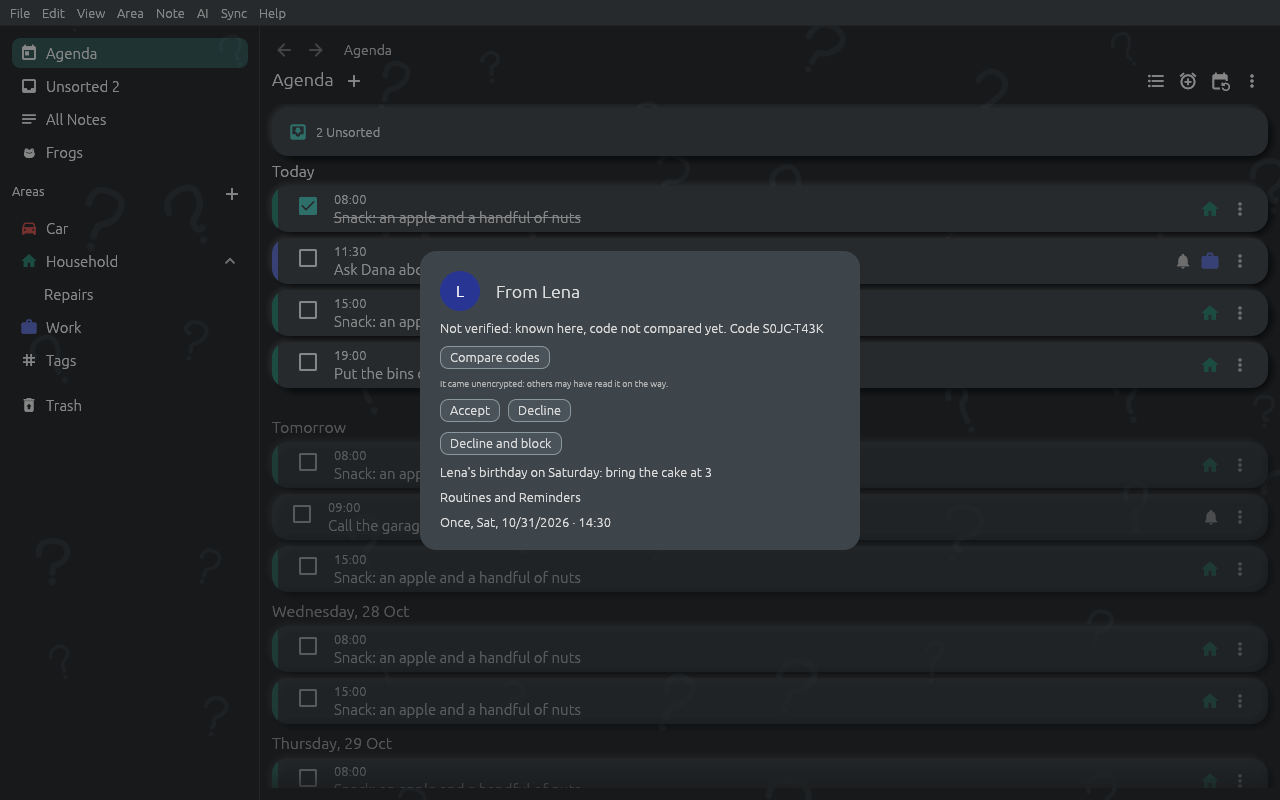 File Edit View Area Note AI Sync Help
Agenda
Unsorted 2
All Notes
Frogs
Areas
Car
Household
Repairs
Work
Tags
Trash
Agenda
Agenda
2 Unsorted
Today
08:00
Snack: an apple and a handful of nuts
11:30
Ask Dana
15:00
Snack: an
19:00
Put the bins
Tomorrow
08:00
Snack: an
09:00
Call the
15:00
Snack: an apple and a handful of nuts
Wednesday, 28 Oct
08:00
Snack: an apple and a handful of nuts
15:00
Snack: an apple and a handful of nuts
Thursday, 29 Oct
08:00
Snack: an apple and a handful of nuts
L
From Lena
Not verified: known here, code not compared yet. Code S0JC-T43K
Compare codes
It came unencrypted: others may have read it on the way.
Accept Decline
Decline and block
Lena's birthday on Saturday: bring the cake at 3
Routines and Reminders
Once, Sat, 10/31/2026 · 14:30